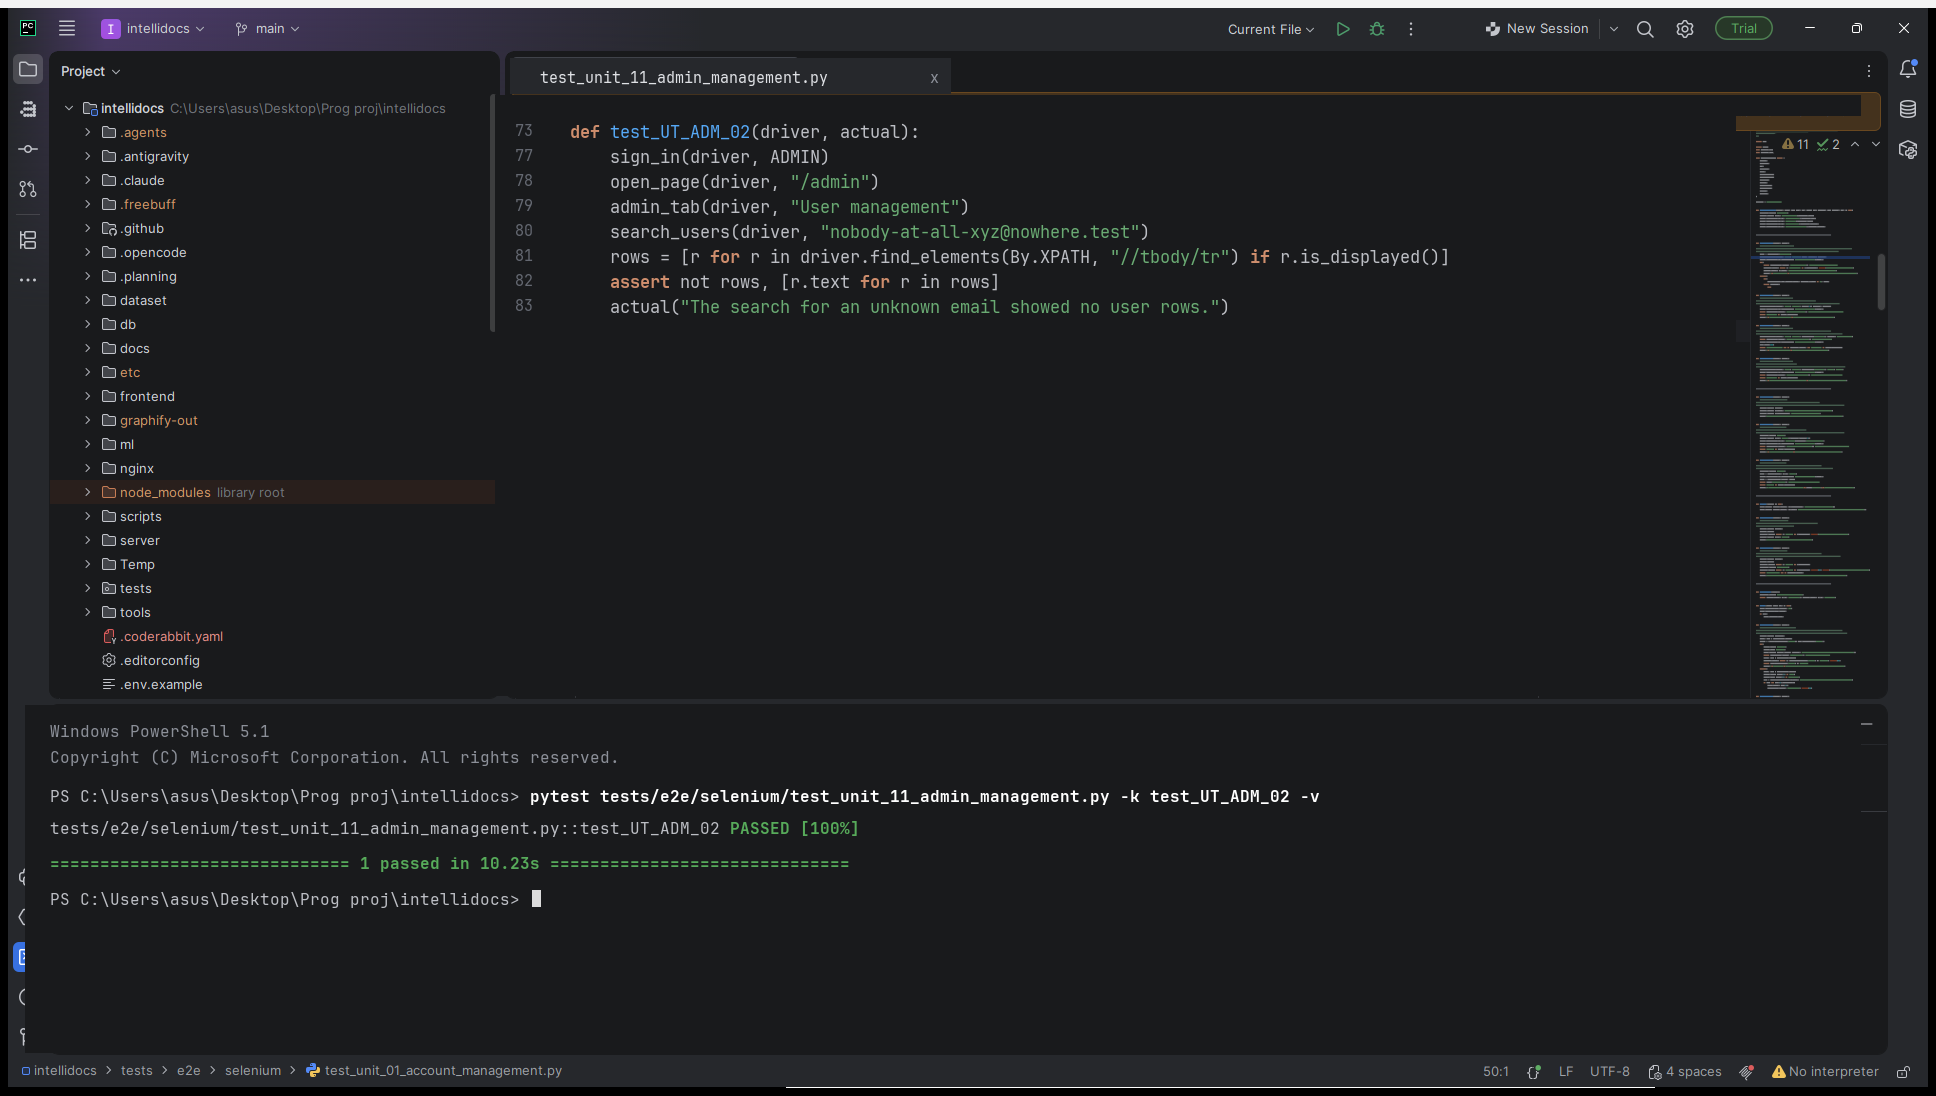 PC
I intellidocs main Current File New Session Trial
Project
test_unit_11_admin_management.py x
intellidocs C:\Users\asus\Desktop\Prog proj\intellidocs
.agents
.antigravity
.claude
.freebuff
.github
.opencode
.planning
dataset
db
docs
etc
frontend
graphify-out
ml
nginx
node_modules library root
scripts
server
Temp
tests
tools
.coderabbit.yaml
.editorconfig
.env.example
11 2
73 def test_UT_ADM_02(driver, actual):
77 sign_in(driver, ADMIN)
78 open_page(driver, "/admin")
79 admin_tab(driver, "User management")
80 search_users(driver, "nobody-at-all-xyz@nowhere.test")
81 rows = [r for r in driver.find_elements(By.XPATH, "//tbody/tr") if r.is_displayed()]
82 assert not rows, [r.text for r in rows]
83 actual("The search for an unknown email showed no user rows.")
Windows PowerShell 5.1
Copyright (C) Microsoft Corporation. All rights reserved.
PS C:\Users\asus\Desktop\Prog proj\intellidocs> pytest tests/e2e/selenium/test_unit_11_admin_management.py -k test_UT_ADM_02 -v
tests/e2e/selenium/test_unit_11_admin_management.py::test_UT_ADM_02 PASSED [100%]
============================== 1 passed in 10.23s ==============================
PS C:\Users\asus\Desktop\Prog proj\intellidocs>
intellidocs > tests > e2e > selenium > test_unit_01_account_management.py 50:1 LF UTF-8 4 spaces No interpreter